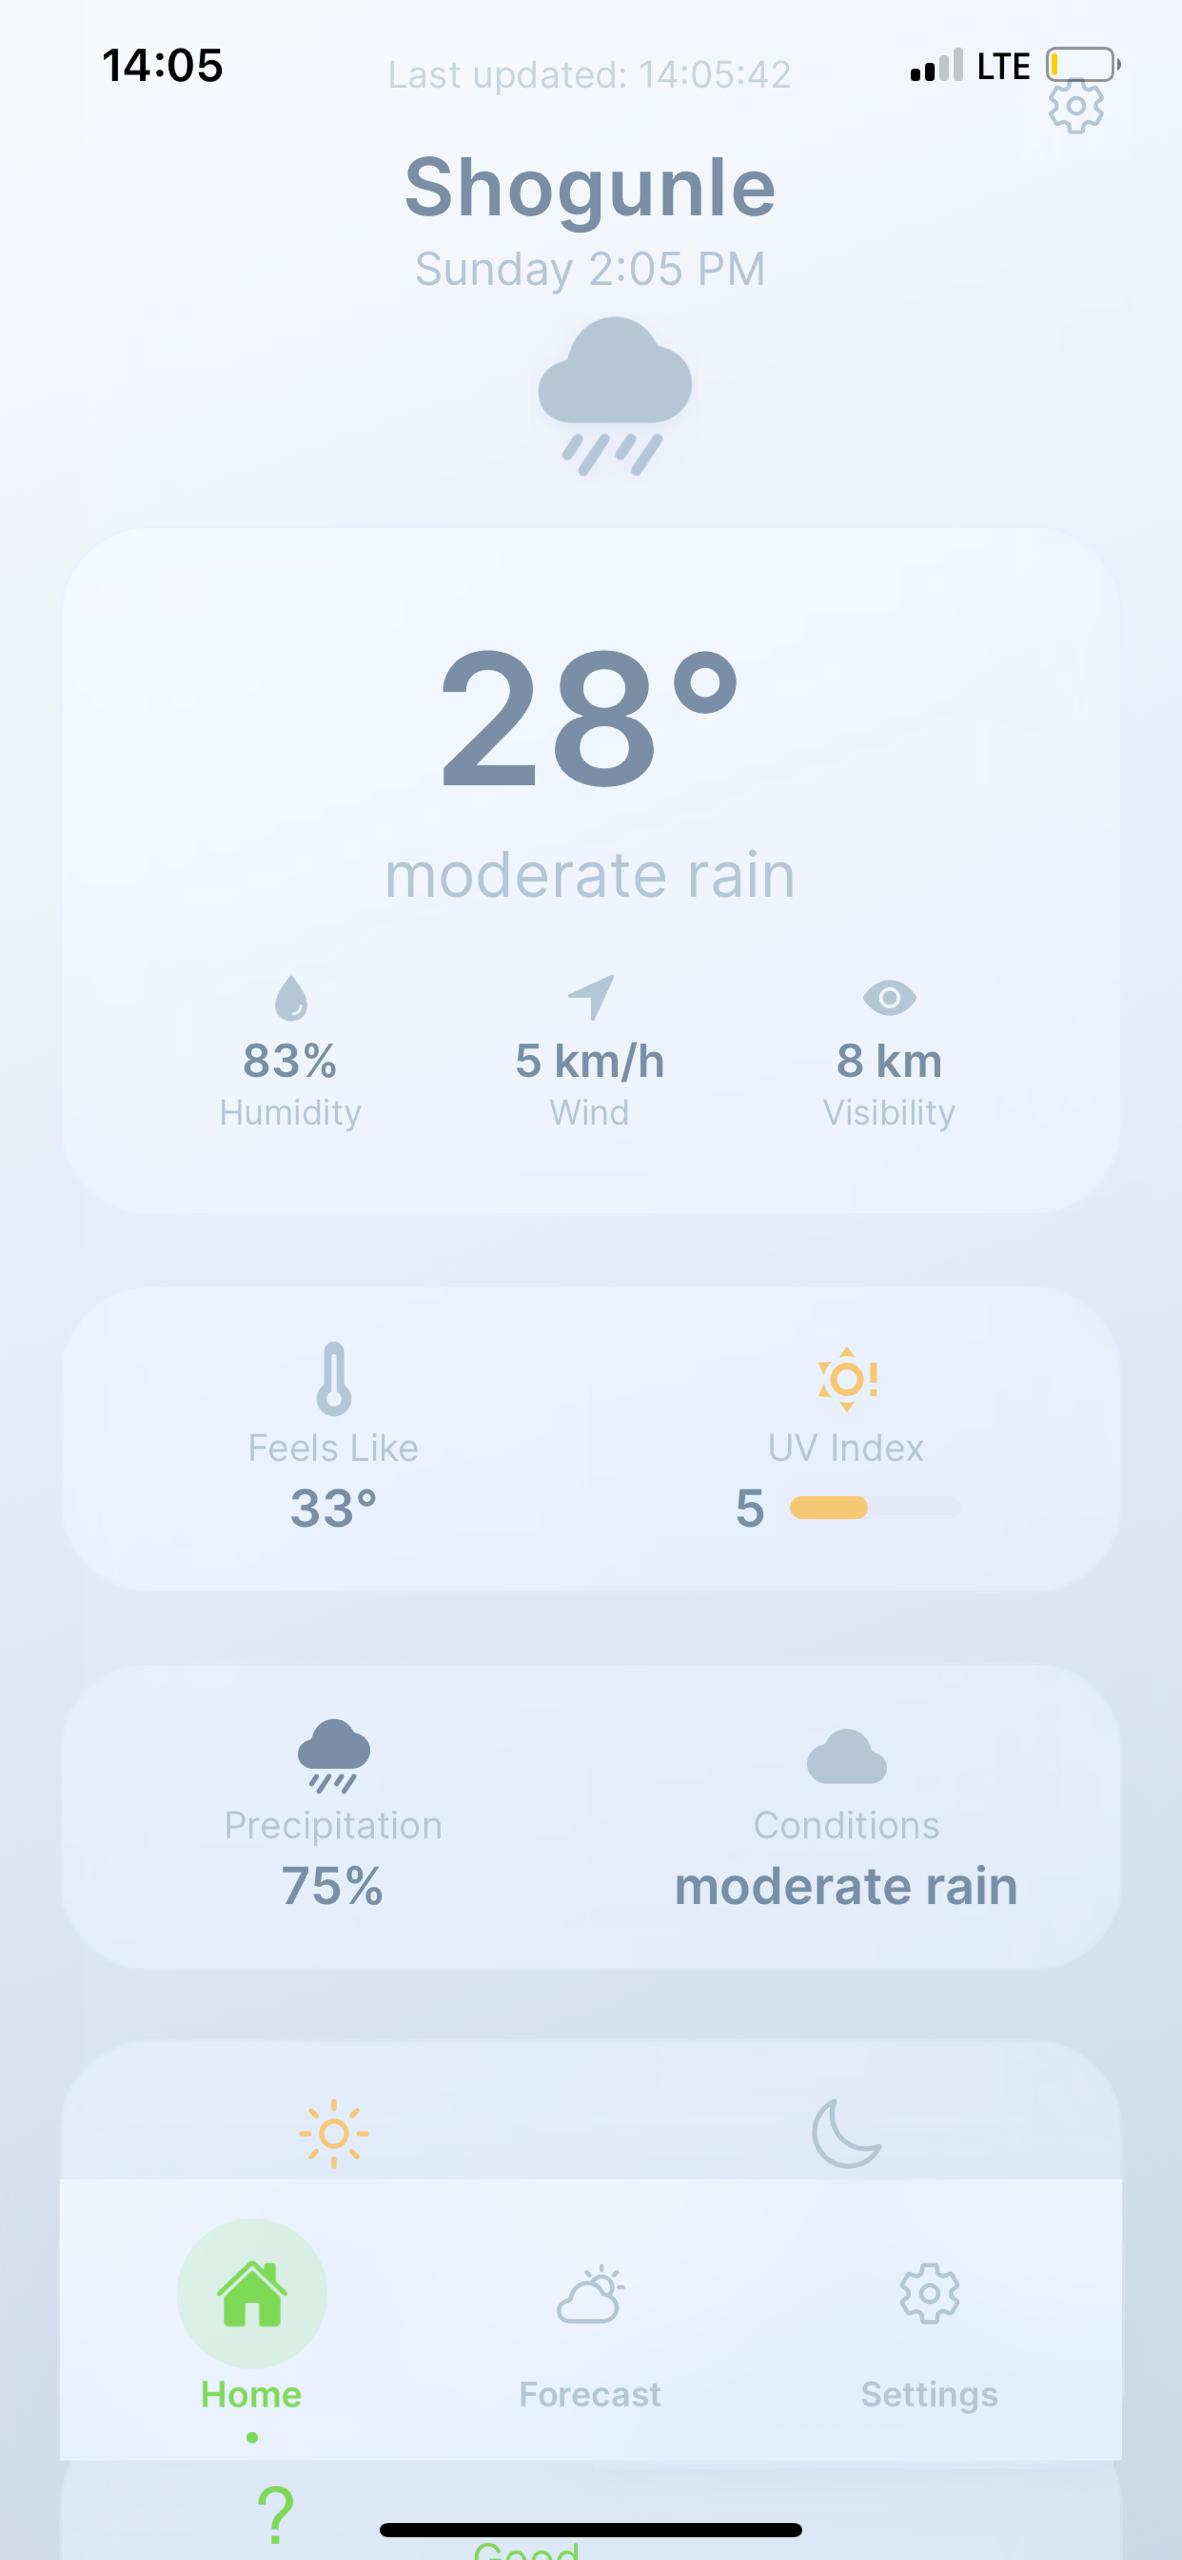 14:05
Last updated: 14:05:42
LTE
Shogunle
Sunday 2:05 PM
28°
moderate rain
83% 5 km/h 8 km
Humidity Wind Visibility
Feels Like UV Index
33° 5
Precipitation Conditions
75% moderate rain
Home Forecast Settings
?
Good